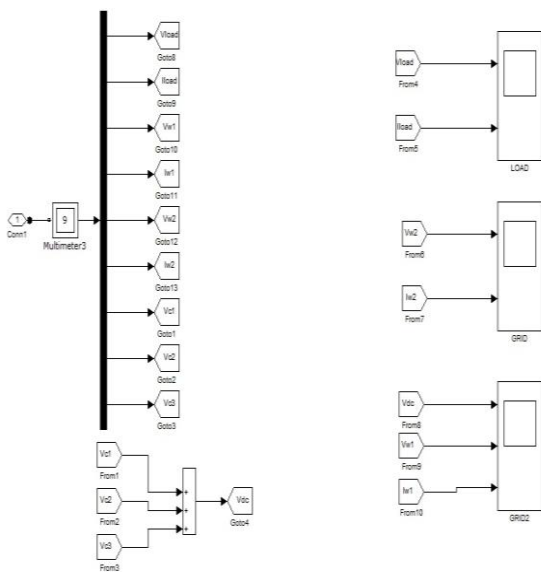 Vload
Goto8
Iload
Goto9
Vw1
Goto10
Iw1
Goto11
Vw2
Goto12
Iw2
Goto13
Vc1
Goto1
Vc2
Goto2
Vc3
Goto3
1
Conn1
9
Multimeter3
Vc1
From1
Vc2
From2
Vc3
From3
+
+
+
Vdc
Goto4
Vload
From4
Iload
From5
LOAD
Vw2
From6
Iw2
From7
GRID
Vdc
From8
Vw1
From9
Iw1
From10
GRID2